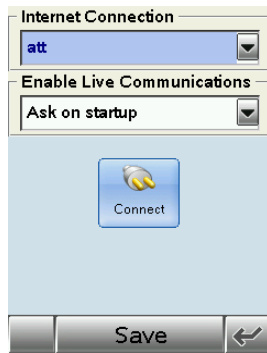 Internet Connection
att
Enable Live Communications
Ask on startup
Connect
Save